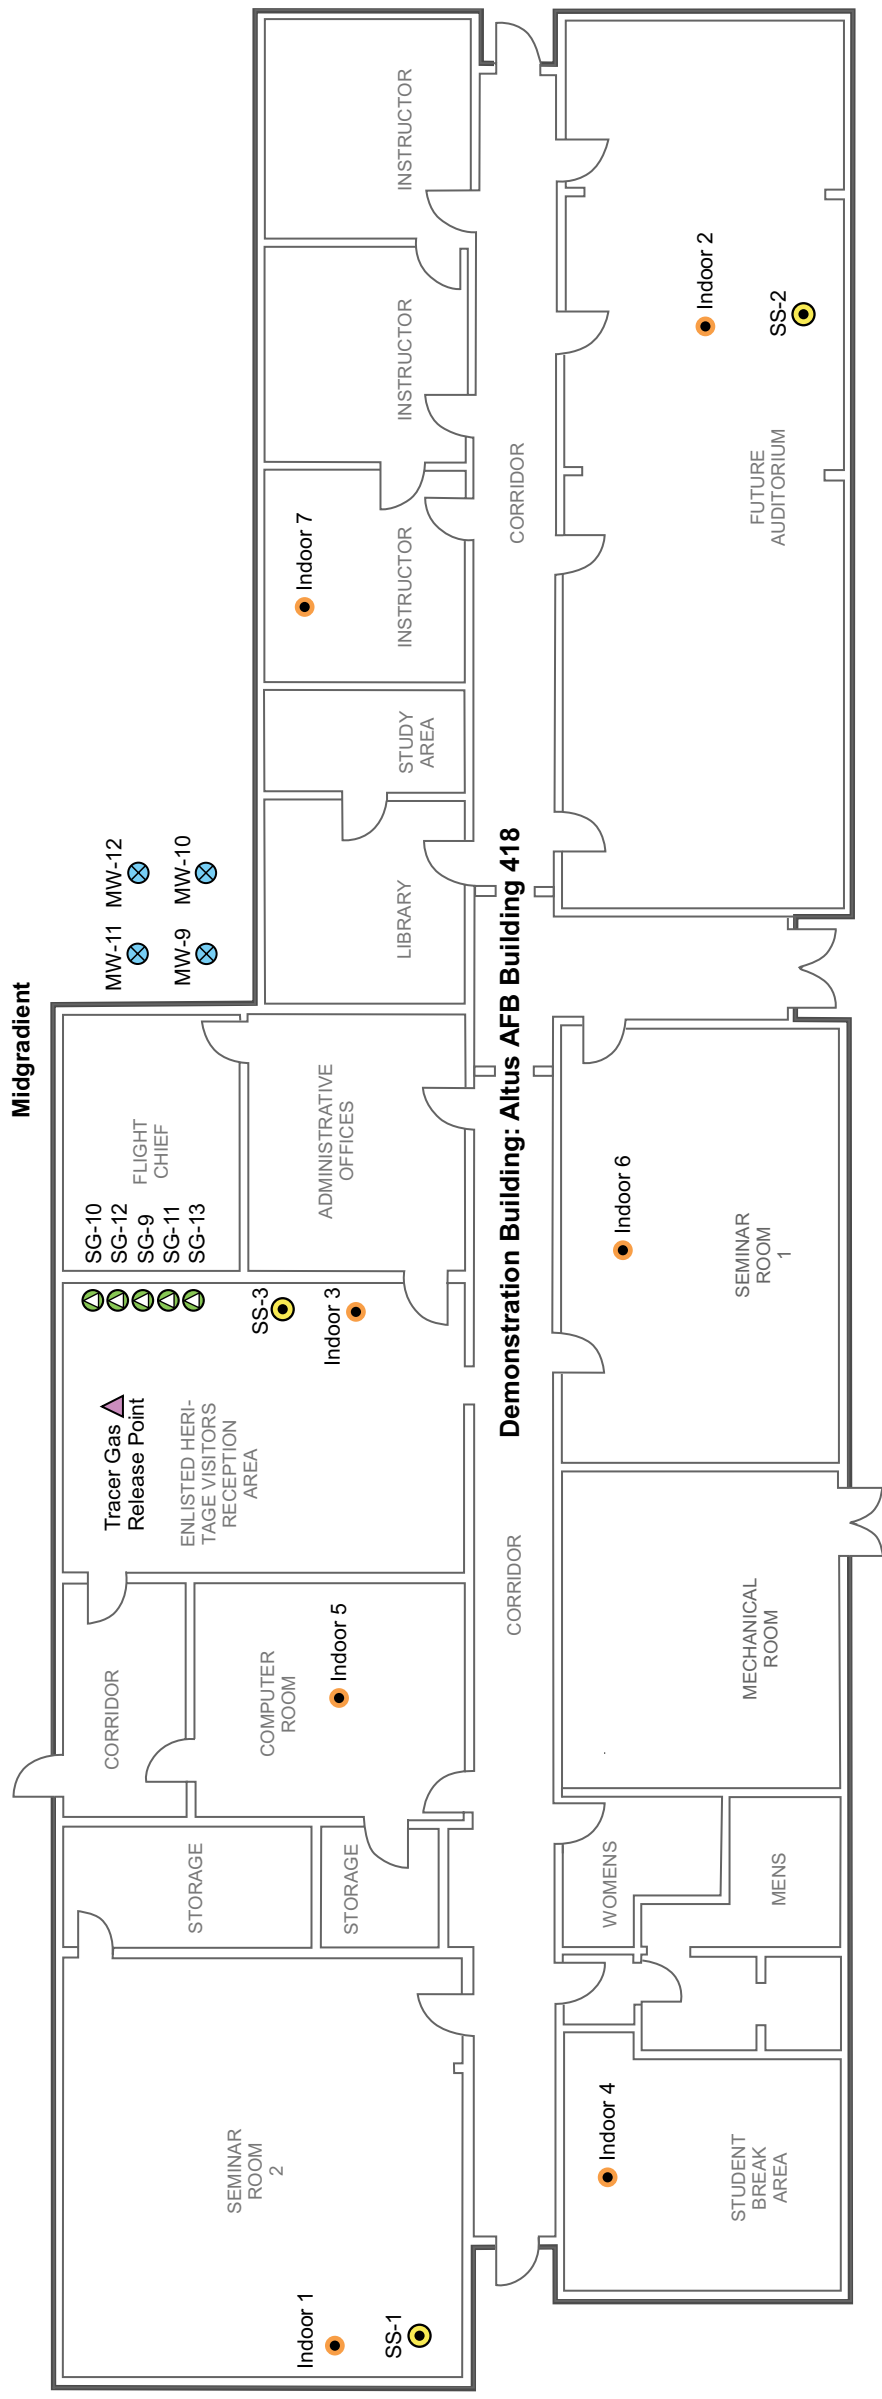 Midgradient
INSTRUCTOR
INSTRUCTOR
INSTRUCTOR
Indoor 7
STUDY
AREA
LIBRARY
MW-11
MW-12
MW-9
MW-10
CORRIDOR
Indoor 2
SS-2
FUTURE
AUDITORIUM
Demonstration Building: Altus AFB Building 418
FLIGHT
CHIEF
ADMINISTRATIVE
OFFICES
SG-10
SG-12
SG-9
SG-11
SG-13
SS-3
Indoor 3
Tracer Gas
Release Point
ENLISTED HERI-
TAGE VISITORS
RECEPTION
AREA
Indoor 6
SEMINAR
ROOM
1
CORRIDOR
CORRIDOR
COMPUTER
ROOM
Indoor 5
MECHANICAL
ROOM
STORAGE
STORAGE
WOMENS
MENS
SEMINAR
ROOM
2
Indoor 1
SS-1
Indoor 4
STUDENT
BREAK
AREA